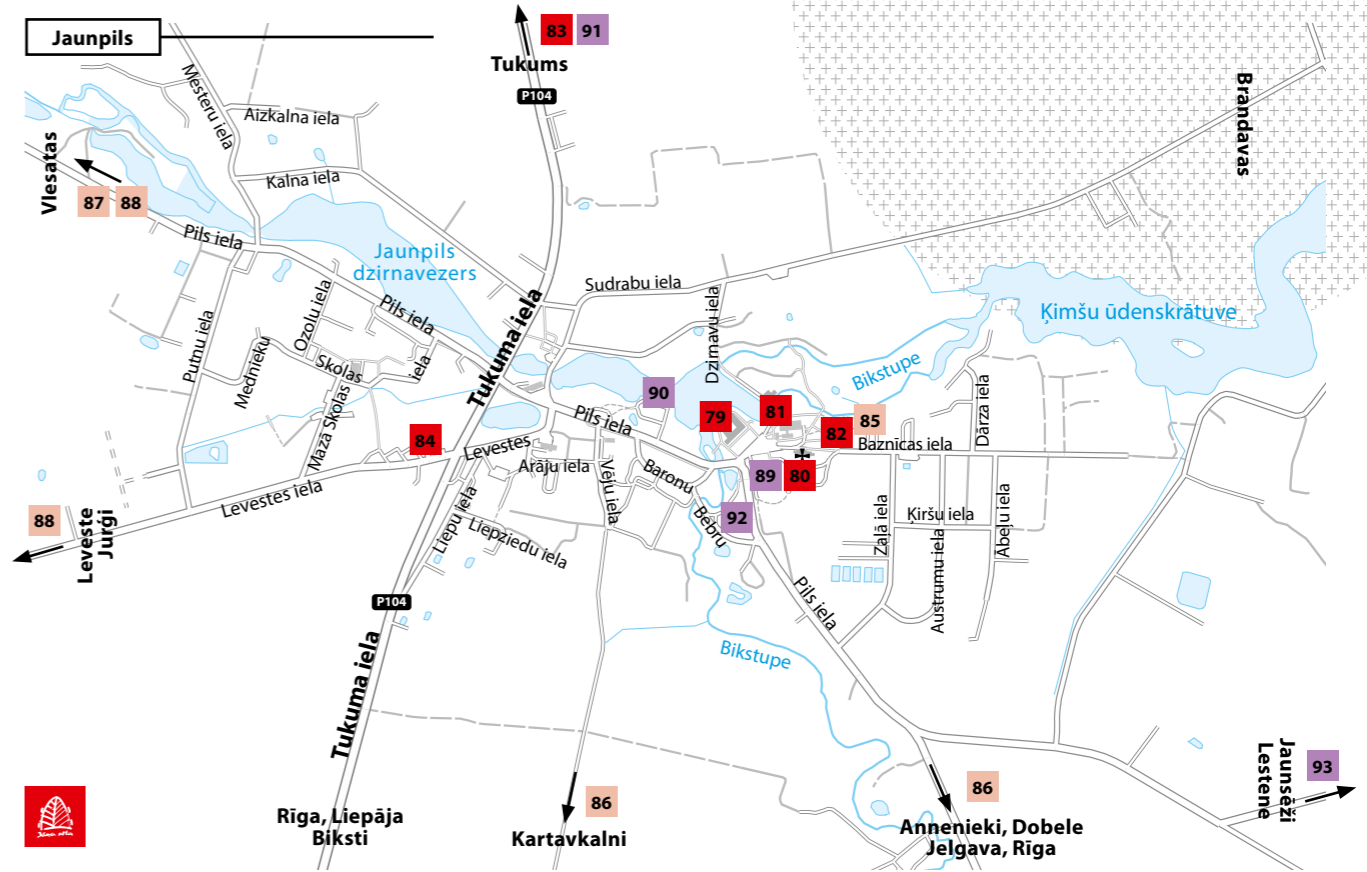 Jaunpils
83 91
Tukums
P104
Mesteru iela
Aizkalna iela
Kalna iela
Viesatas
87 88
Pils iela
Jaunpils
dzirnavezers
Brandavas
Sudrabu iela
Tukuma iela
Dzirnavu iela
Ķimšu ūdenskrātuve
Bikstupe
Pils iela
Ozolu iela
Putnu iela
Mednieku
Skolas
iela
Mazā Skolas
90
79
81
82
85
Baznīcas iela
Dārza iela
84
Levestes
Pils iela
Arāju iela
Vēju iela
Baronu
Bebru
89 80
92
Levestes iela
88
Leveste
Jurģi
Liepu iela
Liepziedu iela
Zaļā iela
Ķiršu iela
Austrumu iela
Ābeļu iela
P104
Tukuma iela
Pils iela
Bikstupe
Jaunsēži
Lestene
93
86
Kartavkalni
86
Annenieki, Dobele
Jelgava, Rīga
Rīga, Liepāja
Biksti